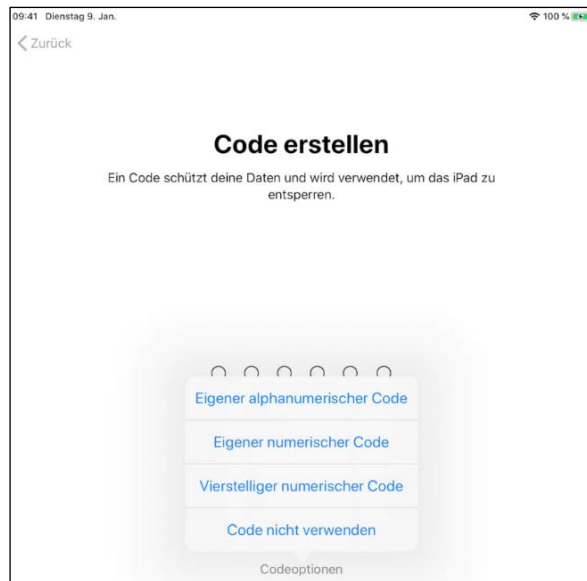 09:41 Dienstag 9. Jan. 100 %
Zurück
Code erstellen
Ein Code schützt deine Daten und wird verwendet, um das iPad zu
entsperren.
Eigener alphanumerischer Code
Eigener numerischer Code
Vierstelliger numerischer Code
Code nicht verwenden
Codeoptionen